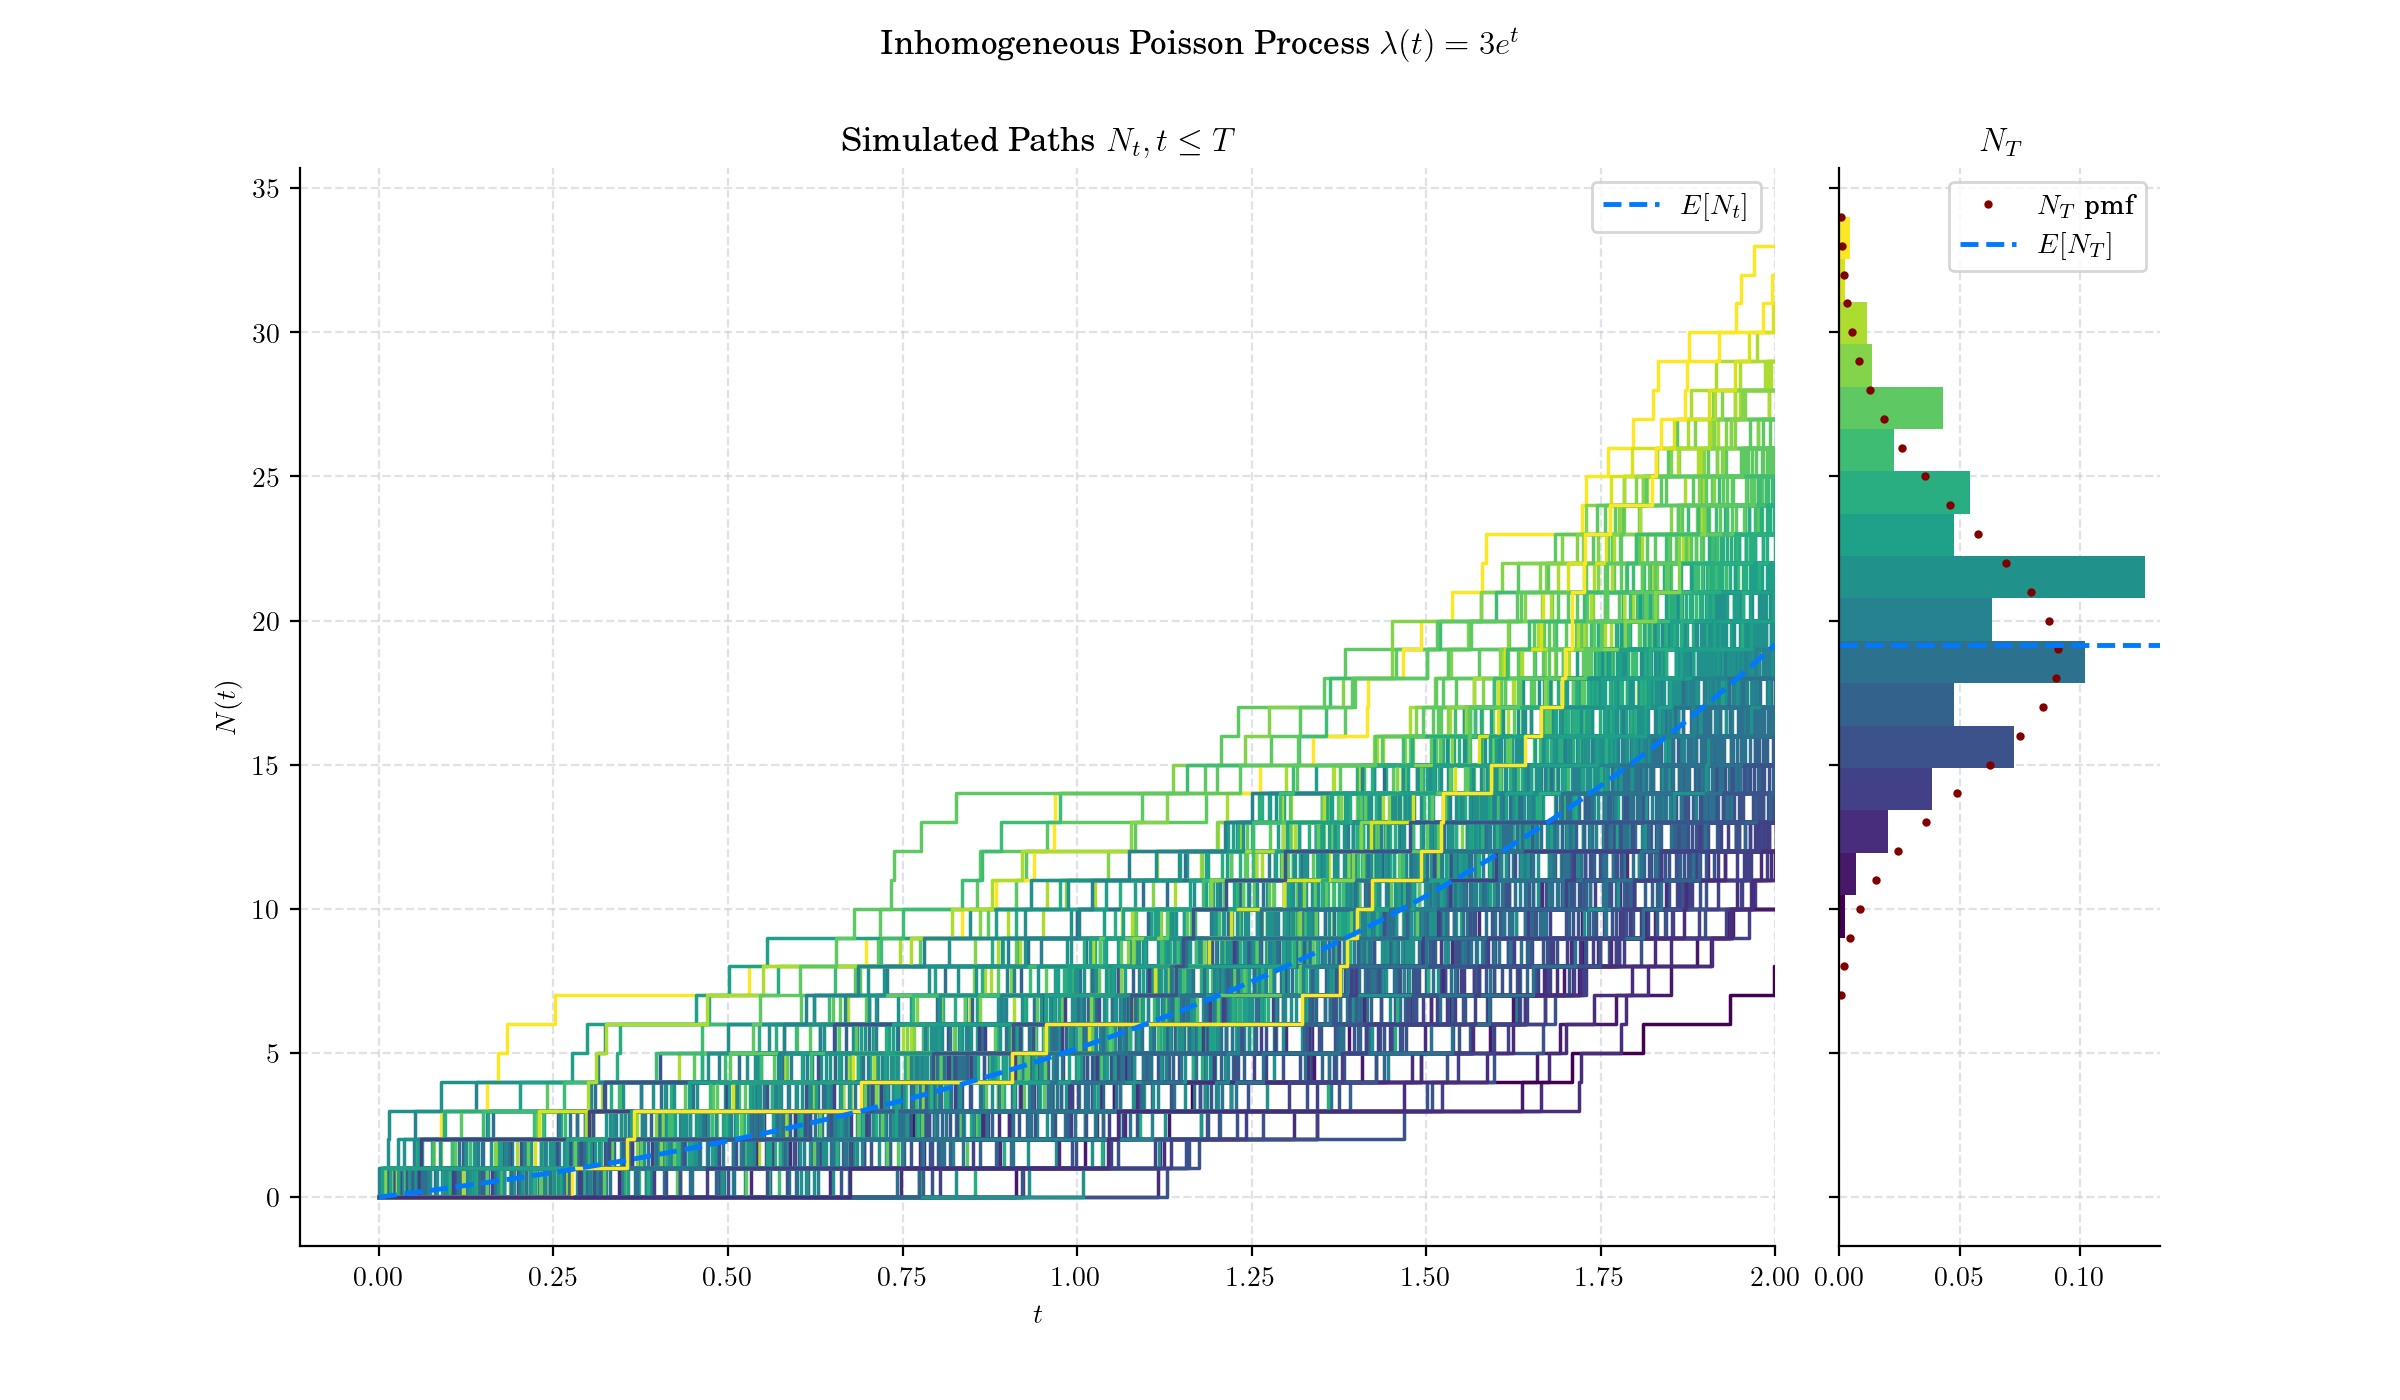 Inhomogeneous Poisson Process λ(t) = 3e^t
Simulated Paths N_t, t ≤ T
N_T
E[N_t]
N_T pmf
E[N_T]
N(t)
35
30
25
20
15
10
5
0
0.00 0.25 0.50 0.75 1.00 1.25 1.50 1.75 2.00
0.00 0.05 0.10
t